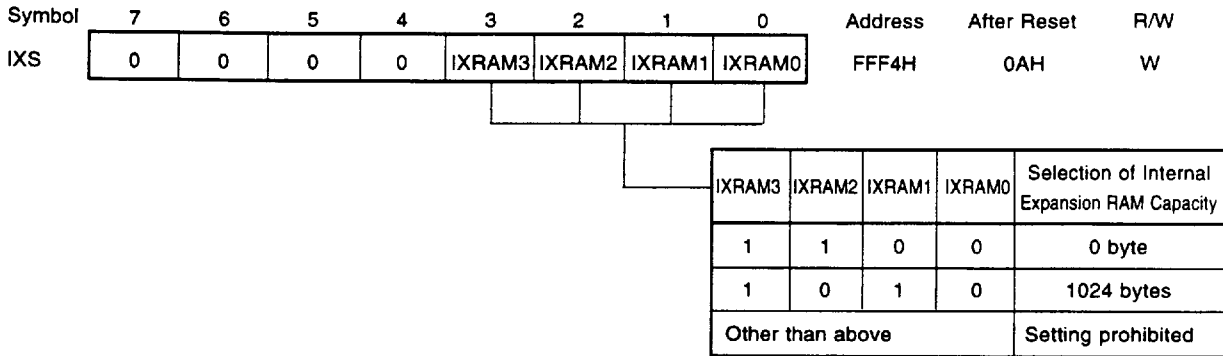 Symbol 7 6 5 4 3 2 1 0 Address After Reset R/W
IXS 0 0 0 0 IXRAM3 IXRAM2 IXRAM1 IXRAM0 FFF4H 0AH W
IXRAM3 IXRAM2 IXRAM1 IXRAM0 Selection of Internal
Expansion RAM Capacity
1 1 0 0 0 byte
1 0 1 0 1024 bytes
Other than above Setting prohibited